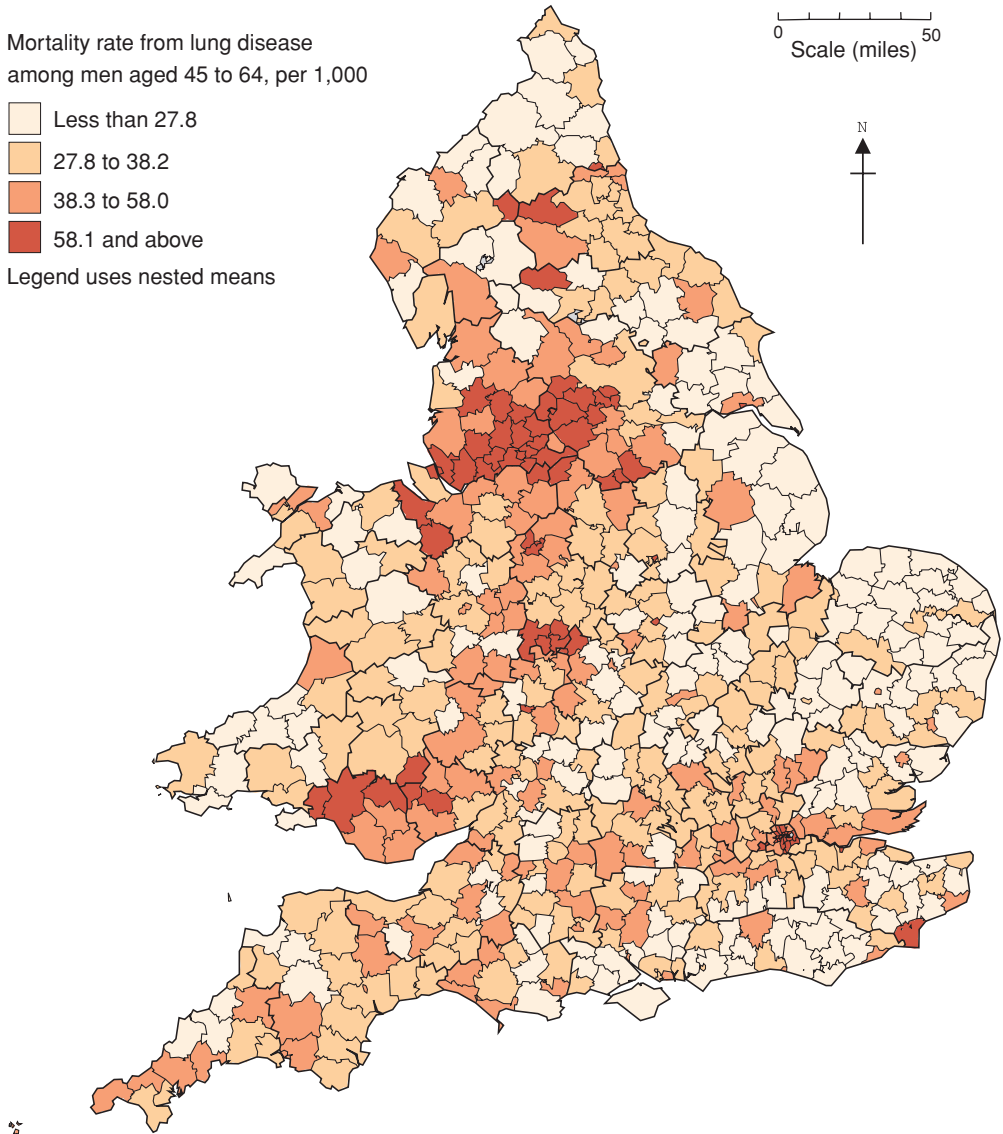 Mortality rate from lung disease
among men aged 45 to 64, per 1,000
Less than 27.8
27.8 to 38.2
38.3 to 58.0
58.1 and above
Legend uses nested means
0 50
Scale (miles)
N